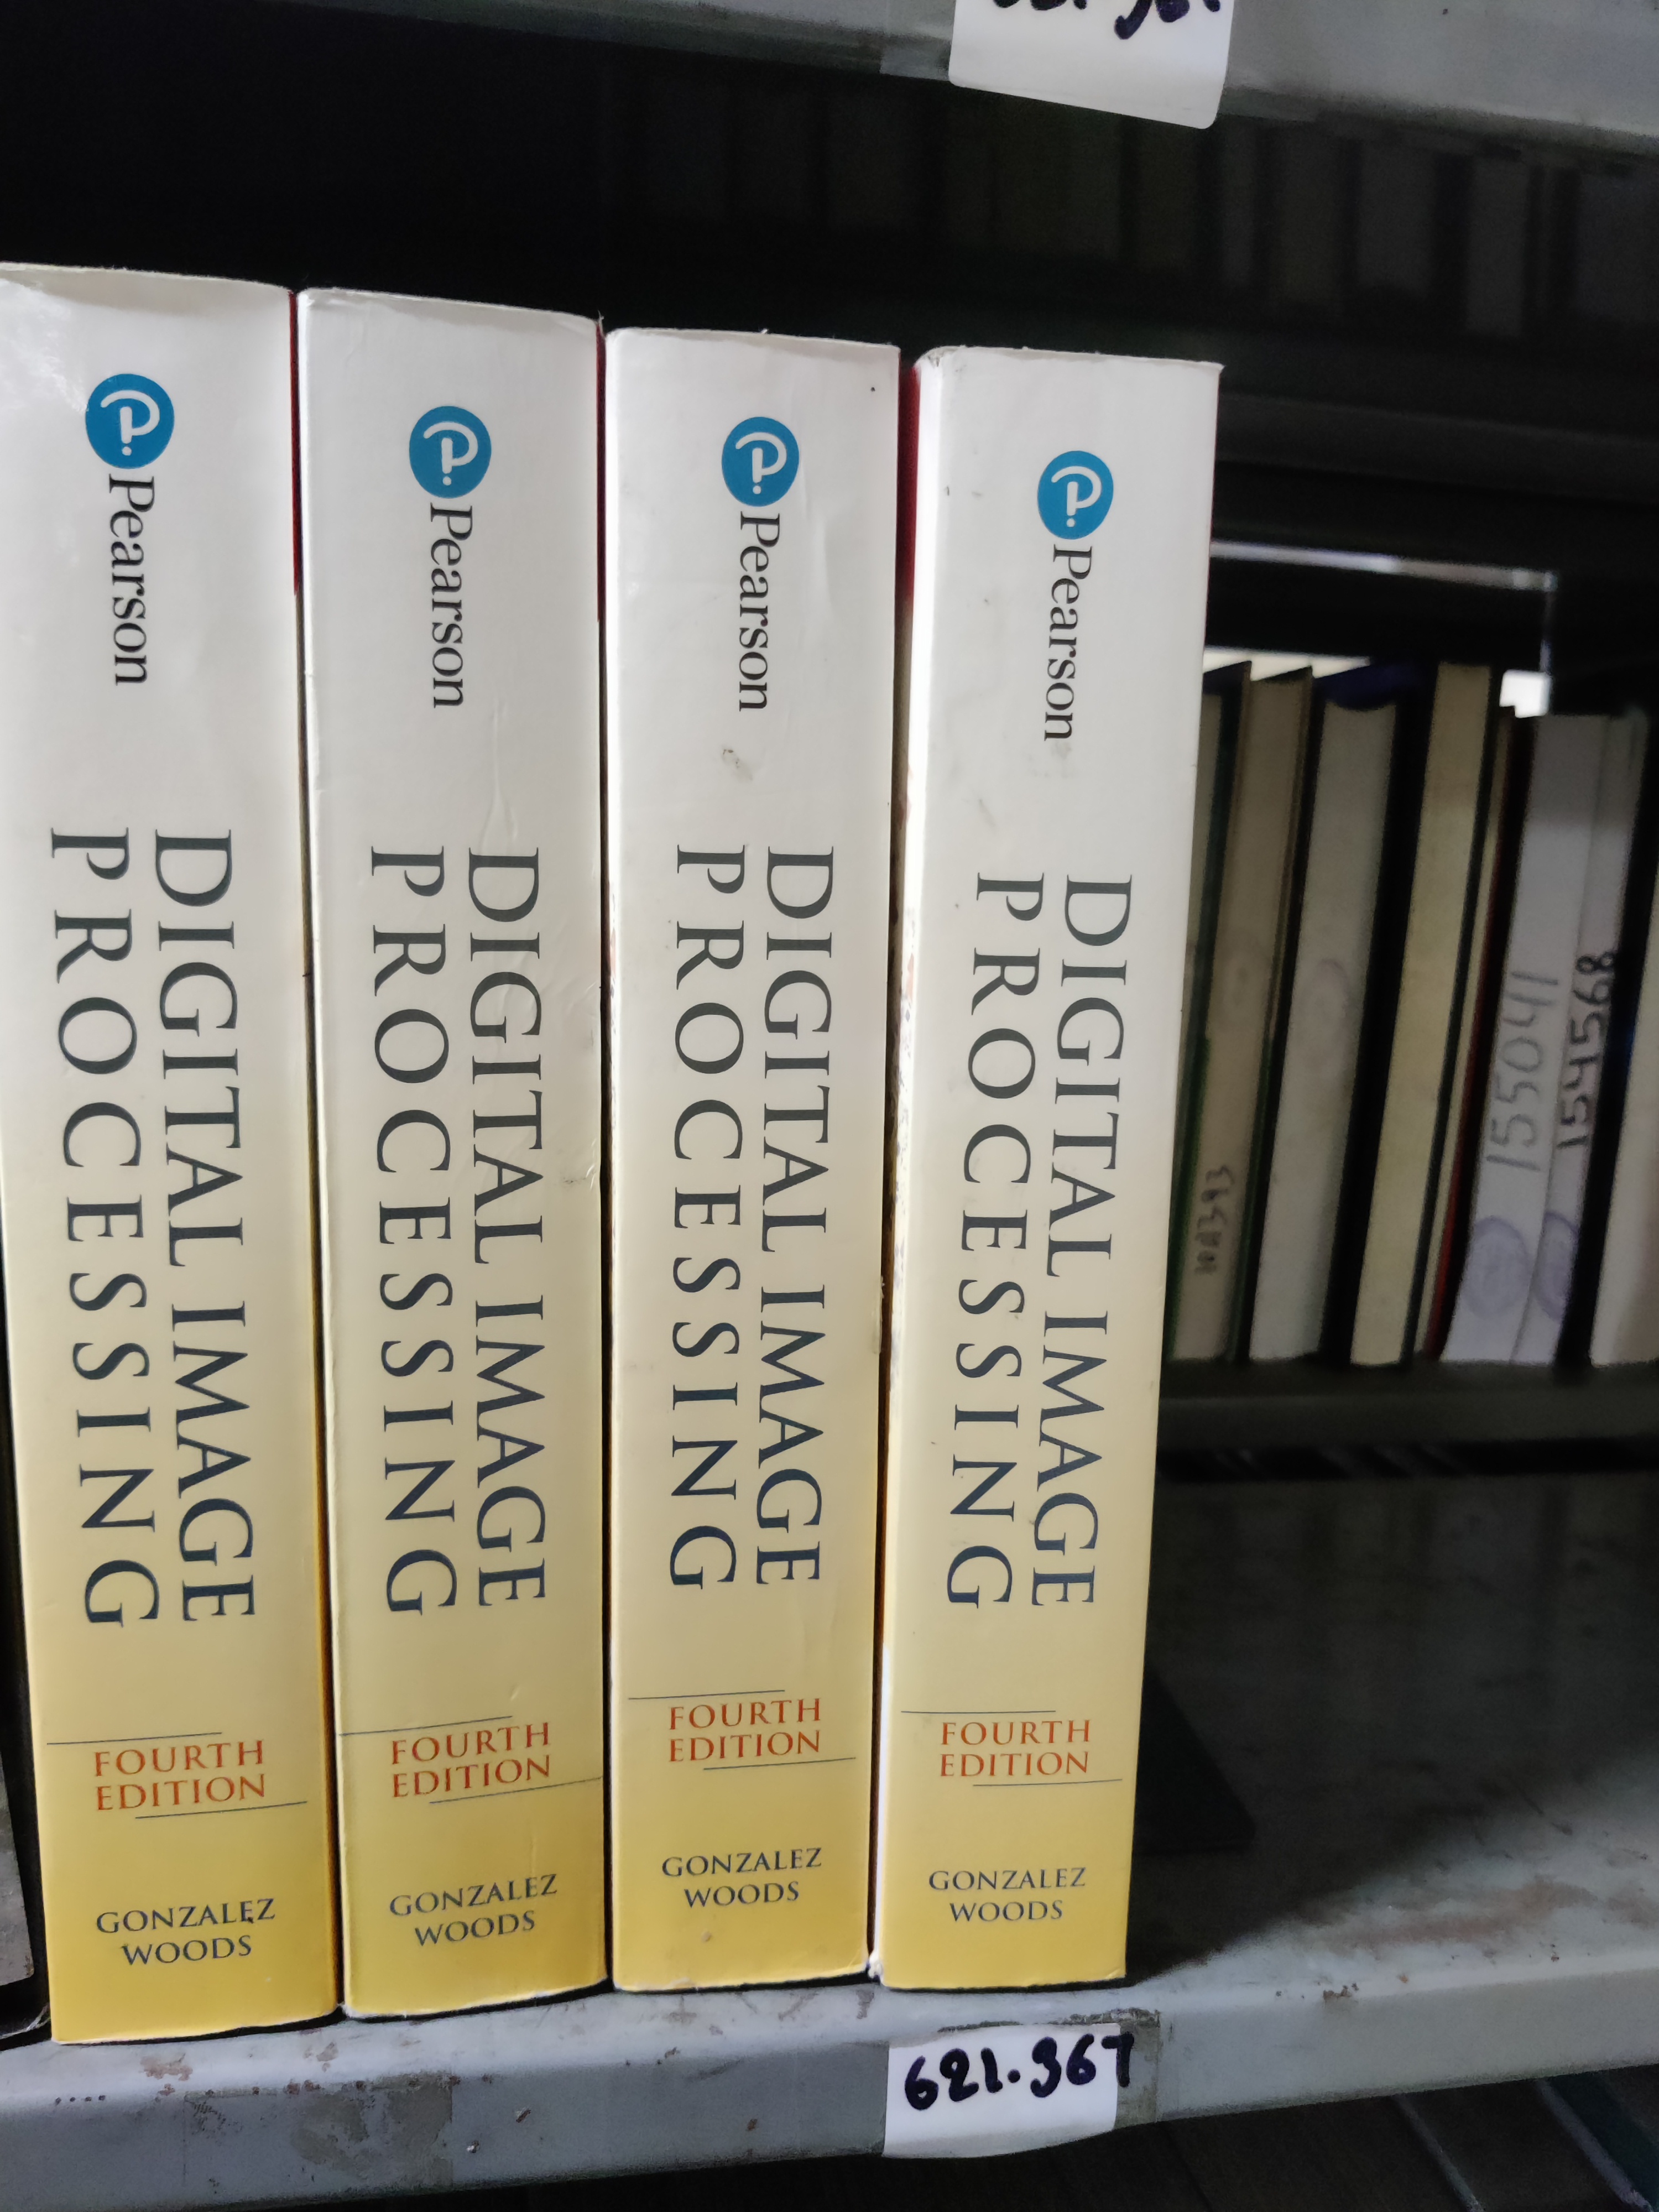 Pearson
DIGITAL IMAGE
PROCESSING
FOURTH
EDITION
GONZALEZ
WOODS
Pearson
DIGITAL IMAGE
PROCESSING
FOURTH
EDITION
GONZALEZ
WOODS
Pearson
DIGITAL IMAGE
PROCESSING
FOURTH
EDITION
GONZALEZ
WOODS
Pearson
DIGITAL IMAGE
PROCESSING
FOURTH
EDITION
GONZALEZ
WOODS
155041
154598
621.367